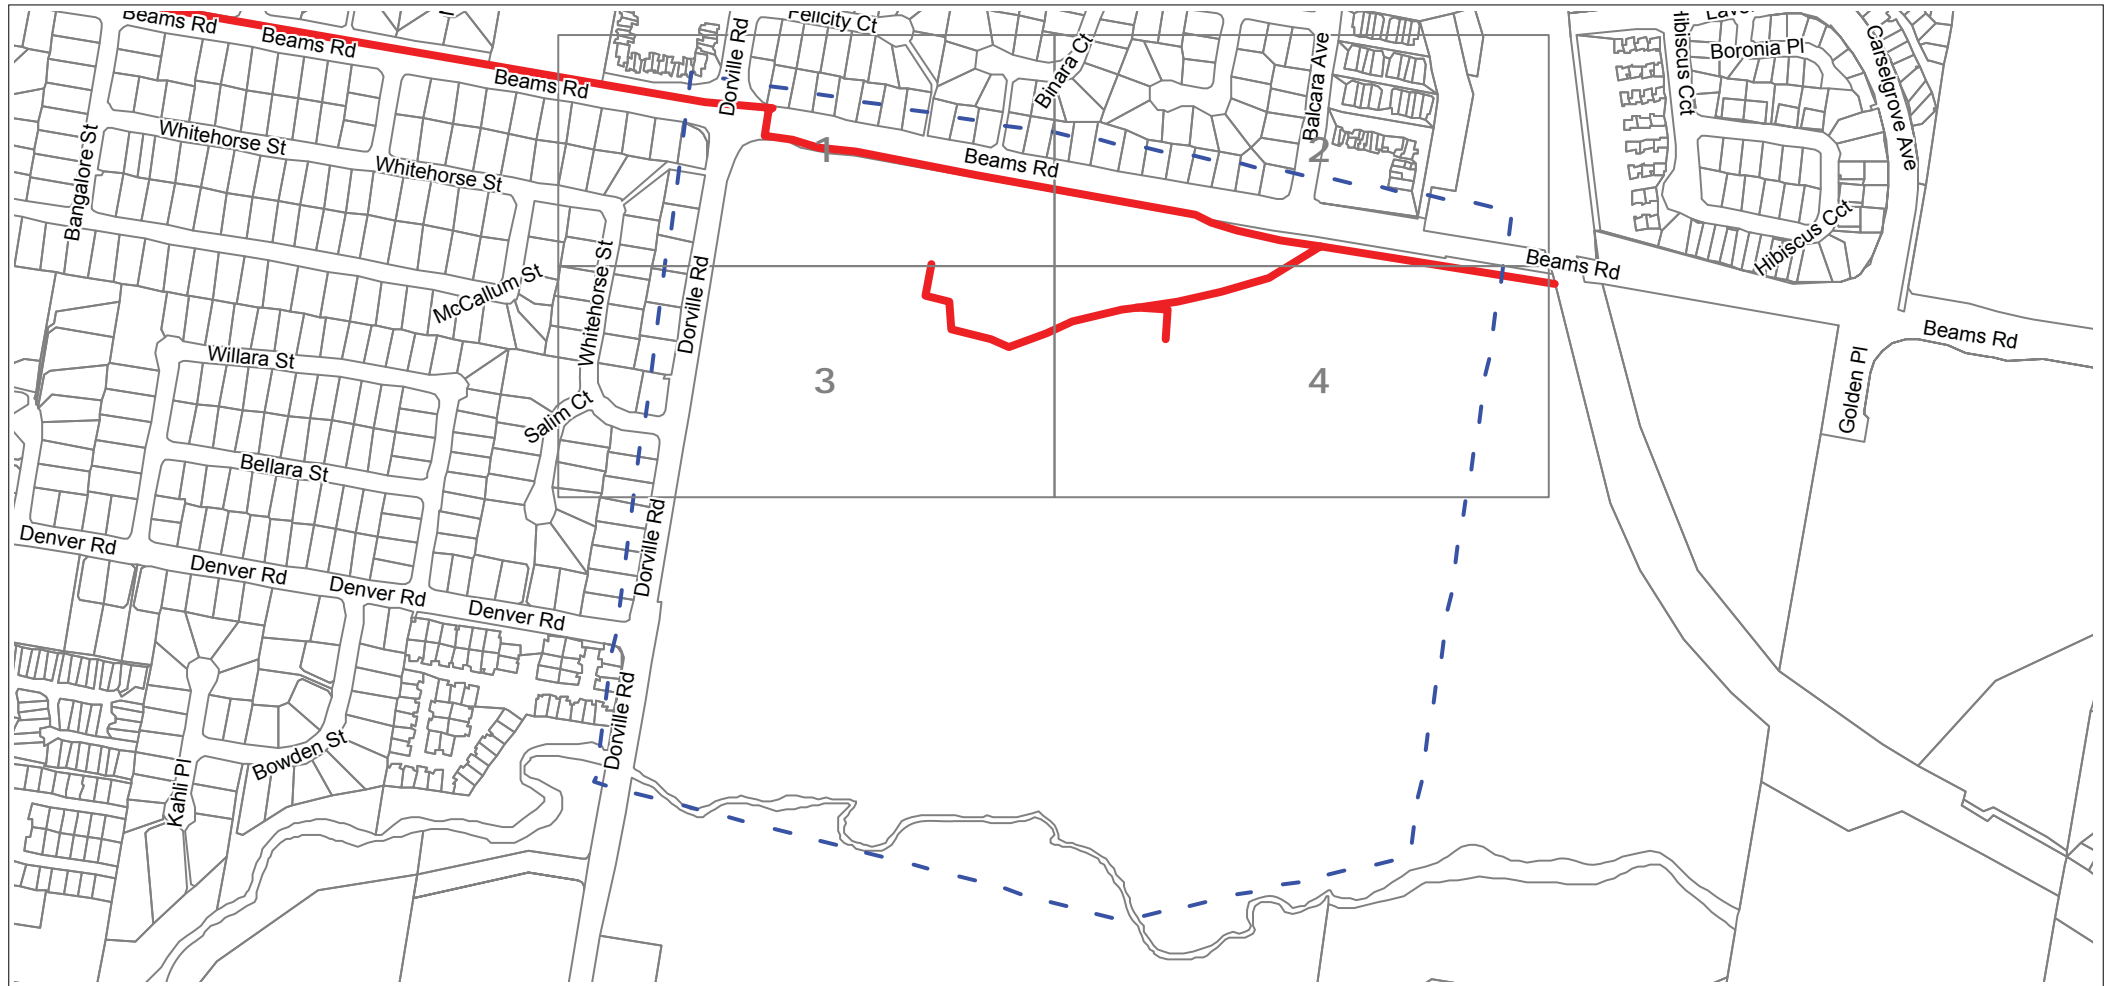 Beams Rd
Beams Rd
Beams Rd
Dorville Rd
Felicity Ct
Binara Ct
Balcara Ave
Hibiscus Cct
Boronia Pl
Carselgrove Ave
Bangalore St
Whitehorse St
Whitehorse St
1
Beams Rd
2
Hibiscus Cct
Beams Rd
McCallum St
Whitehorse St
Dorville Rd
Beams Rd
Willara St
3
4
Golden Pl
Salim Ct
Bellara St
Denver Rd
Dorville Rd
Denver Rd
Denver Rd
Denver Rd
Dorville Rd
Bowden St
Kahli Pl